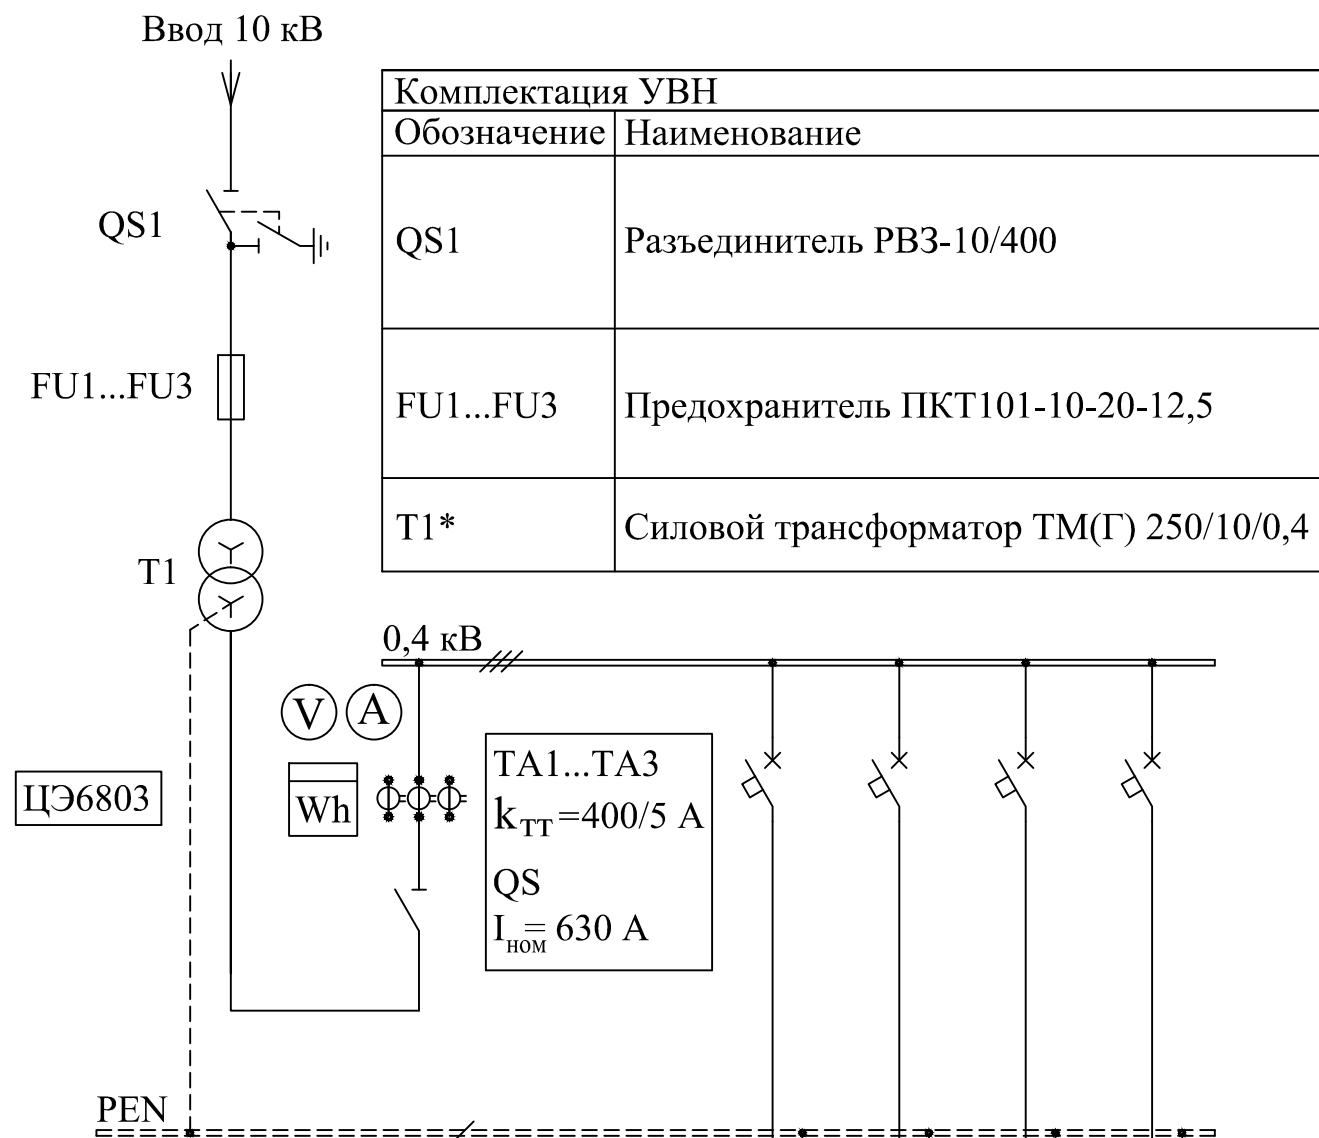 Ввод 10 кВ
Комплектация УВН
Обозначение Наименование
QS1
QS1 Разъединитель РВЗ-10/400
FU1...FU3
FU1...FU3 Предохранитель ПКТ101-10-20-12,5
T1* Силовой трансформатор ТМ(Г) 250/10/0,4
T1
0,4 кВ
V A
ЦЭ6803
Wh
TA1...TA3
kТТ=400/5 А
QS
Iном= 630 А
PEN